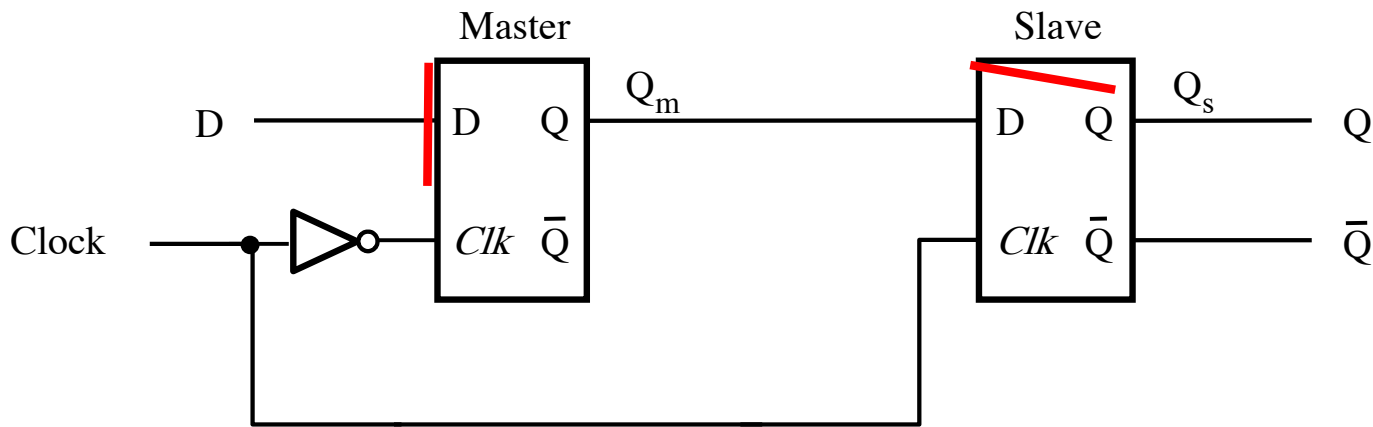 Master Slave
D D Q Qm D Q Qs Q
Clock Clk Q̅ Clk Q̅ Q̅